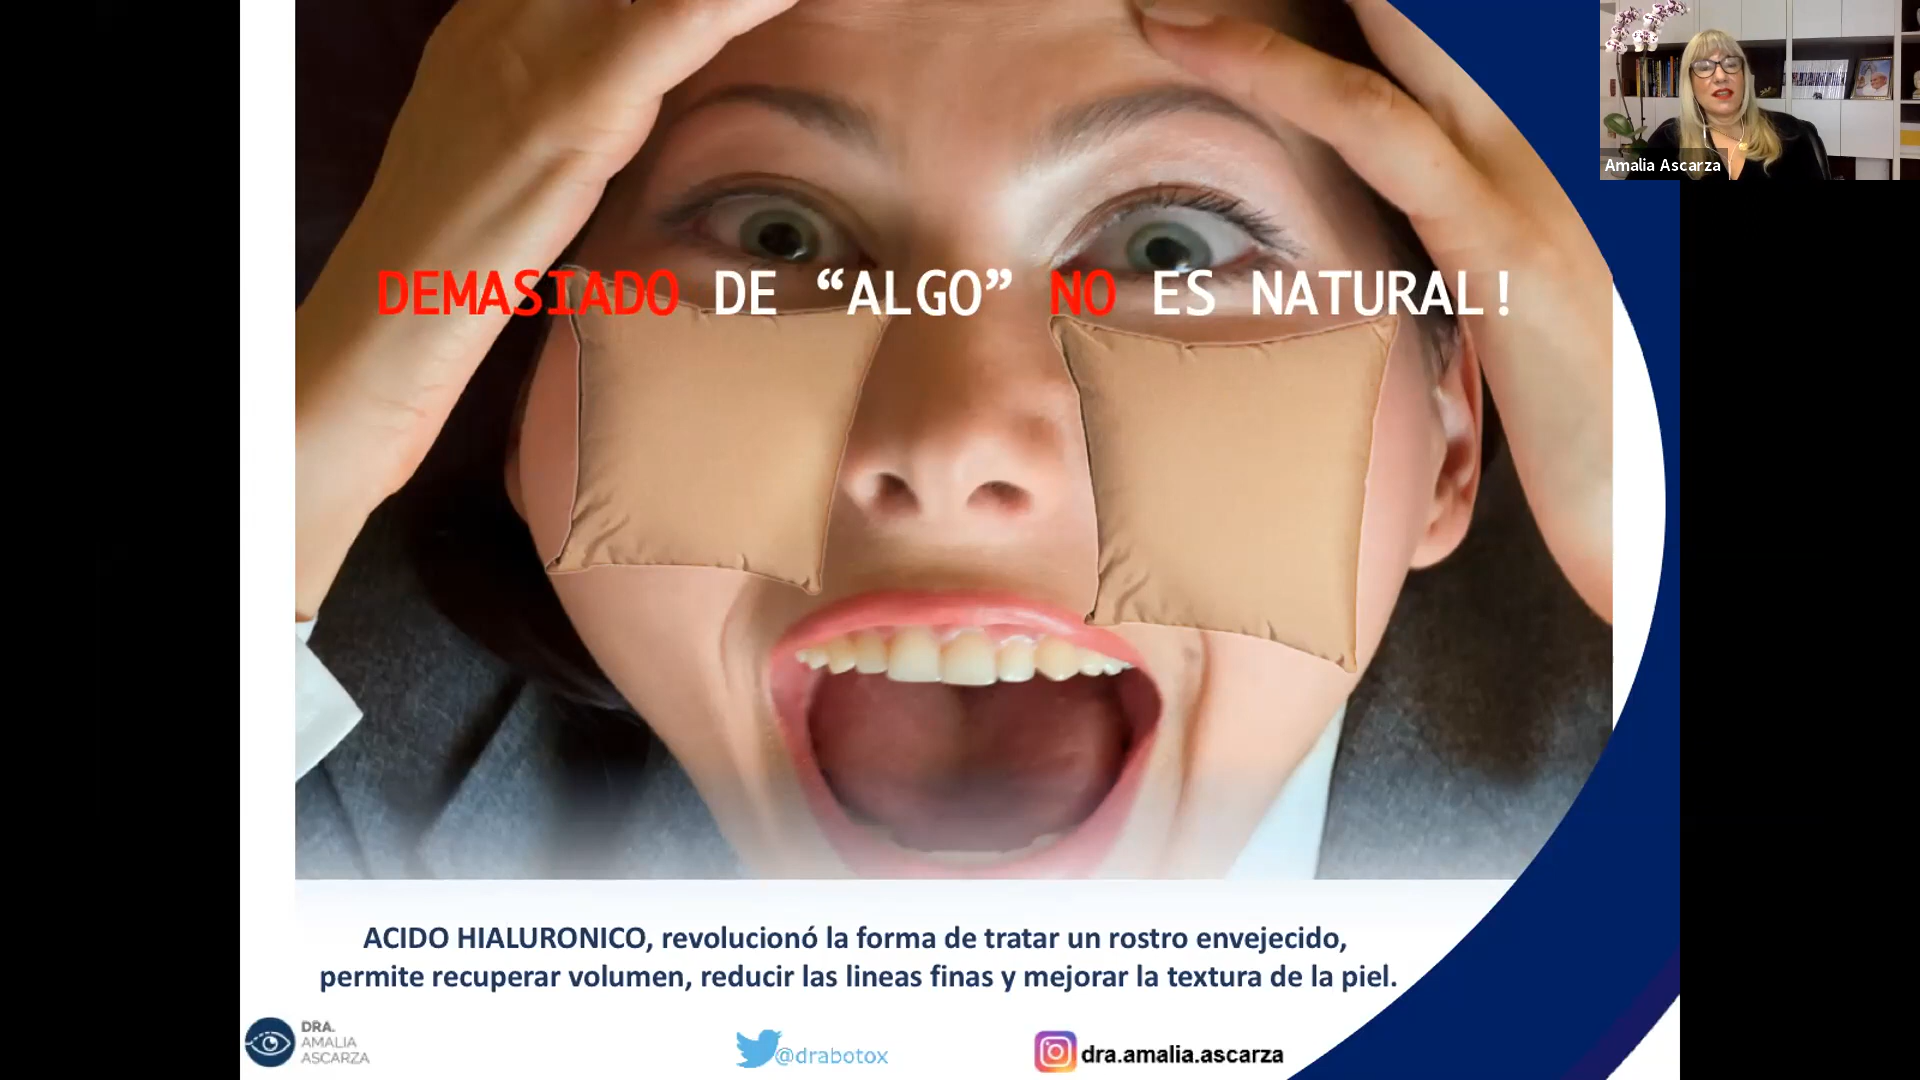 Amalia Ascarza
DEMASIADO DE “ALGO” NO ES NATURAL!
ACIDO HIALURONICO, revolucionó la forma de tratar un rostro envejecido,
permite recuperar volumen, reducir las lineas finas y mejorar la textura de la piel.
DRA.
AMALIA
ASCARZA
@drabotox
dra.amalia.ascarza